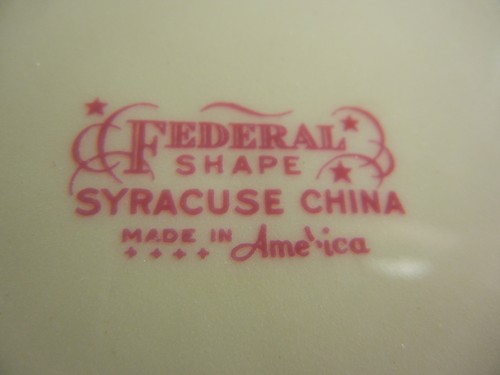 FEDERAL
SHAPE
SYRACUSE CHINA
MADE IN America